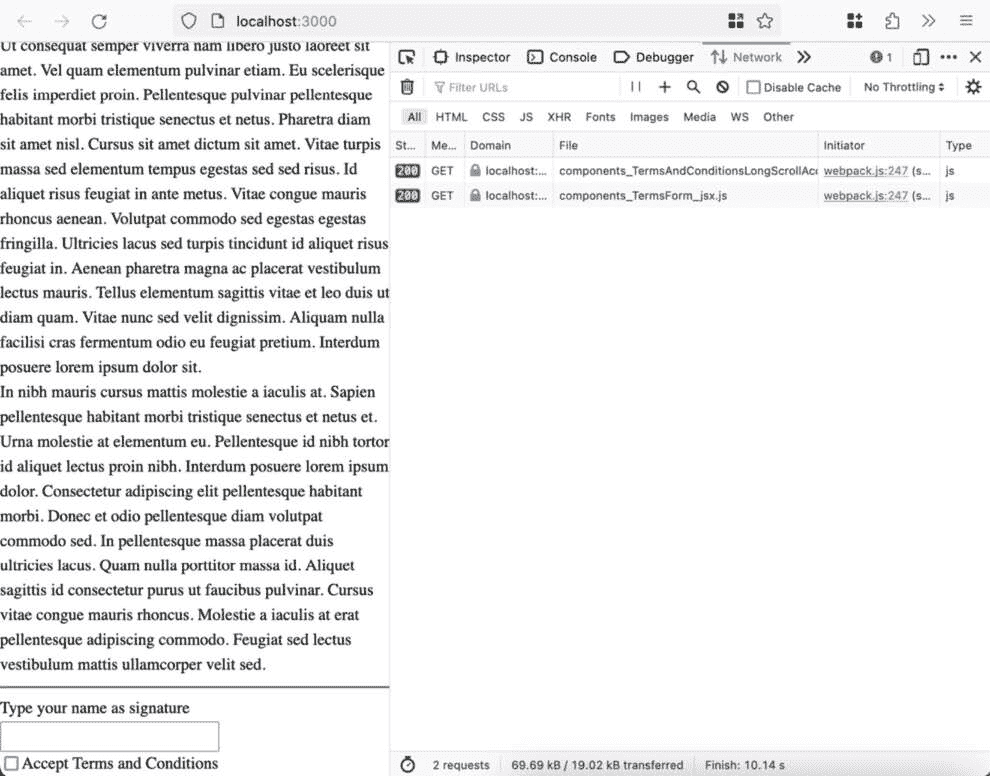 localhost:3000
Ut consequat semper viverra nam libero justo laoreet sit
amet. Vel quam elementum pulvinar etiam. Eu scelerisque
felis imperdiet proin. Pellentesque pulvinar pellentesque
habitant morbi tristique senectus et netus. Pharetra diam
sit amet nisl. Cursus sit amet dictum sit amet. Vitae turpis
massa sed elementum tempus egestas sed sed risus. Id
aliquet risus feugiat in ante metus. Vitae congue mauris
rhoncus aenean. Volutpat commodo sed egestas egestas
fringilla. Ultricies lacus sed turpis tincidunt id aliquet risus
feugiat in. Aenean pharetra magna ac placerat vestibulum
lectus mauris. Tellus elementum sagittis vitae et leo duis ut
diam quam. Vitae nunc sed velit dignissim. Aliquam nulla
facilisi cras fermentum odio eu feugiat pretium. Interdum
posuere lorem ipsum dolor sit.
In nibh mauris cursus mattis molestie a iaculis at. Sapien
pellentesque habitant morbi tristique senectus et netus et.
Urna molestie at elementum eu. Pellentesque id nibh tortor
id aliquet lectus proin nibh. Interdum posuere lorem ipsum
dolor. Consectetur adipiscing elit pellentesque habitant
morbi. Donec et odio pellentesque diam volutpat
commodo sed. In pellentesque massa placerat duis
ultricies lacus. Quam nulla porttitor massa id. Aliquet
sagittis id consectetur purus ut faucibus pulvinar. Cursus
vitae congue mauris rhoncus. Molestie a iaculis at erat
pellentesque adipiscing commodo. Feugiat sed lectus
vestibulum mattis ullamcorper velit sed.
Type your name as signature
Accept Terms and Conditions
Inspector Console Debugger Network 1
Filter URLs Disable Cache No Throttling
All HTML CSS JS XHR Fonts Images Media WS Other
St... Me... Domain File Initiator Type
200 GET localhost:... components_TermsAndConditionsLongScrollAcc webpack.js:247 (s... js
200 GET localhost:... components_TermsForm_jsx.js webpack.js:247 (s... js
2 requests 69.69 kB / 19.02 kB transferred Finish: 10.14 s